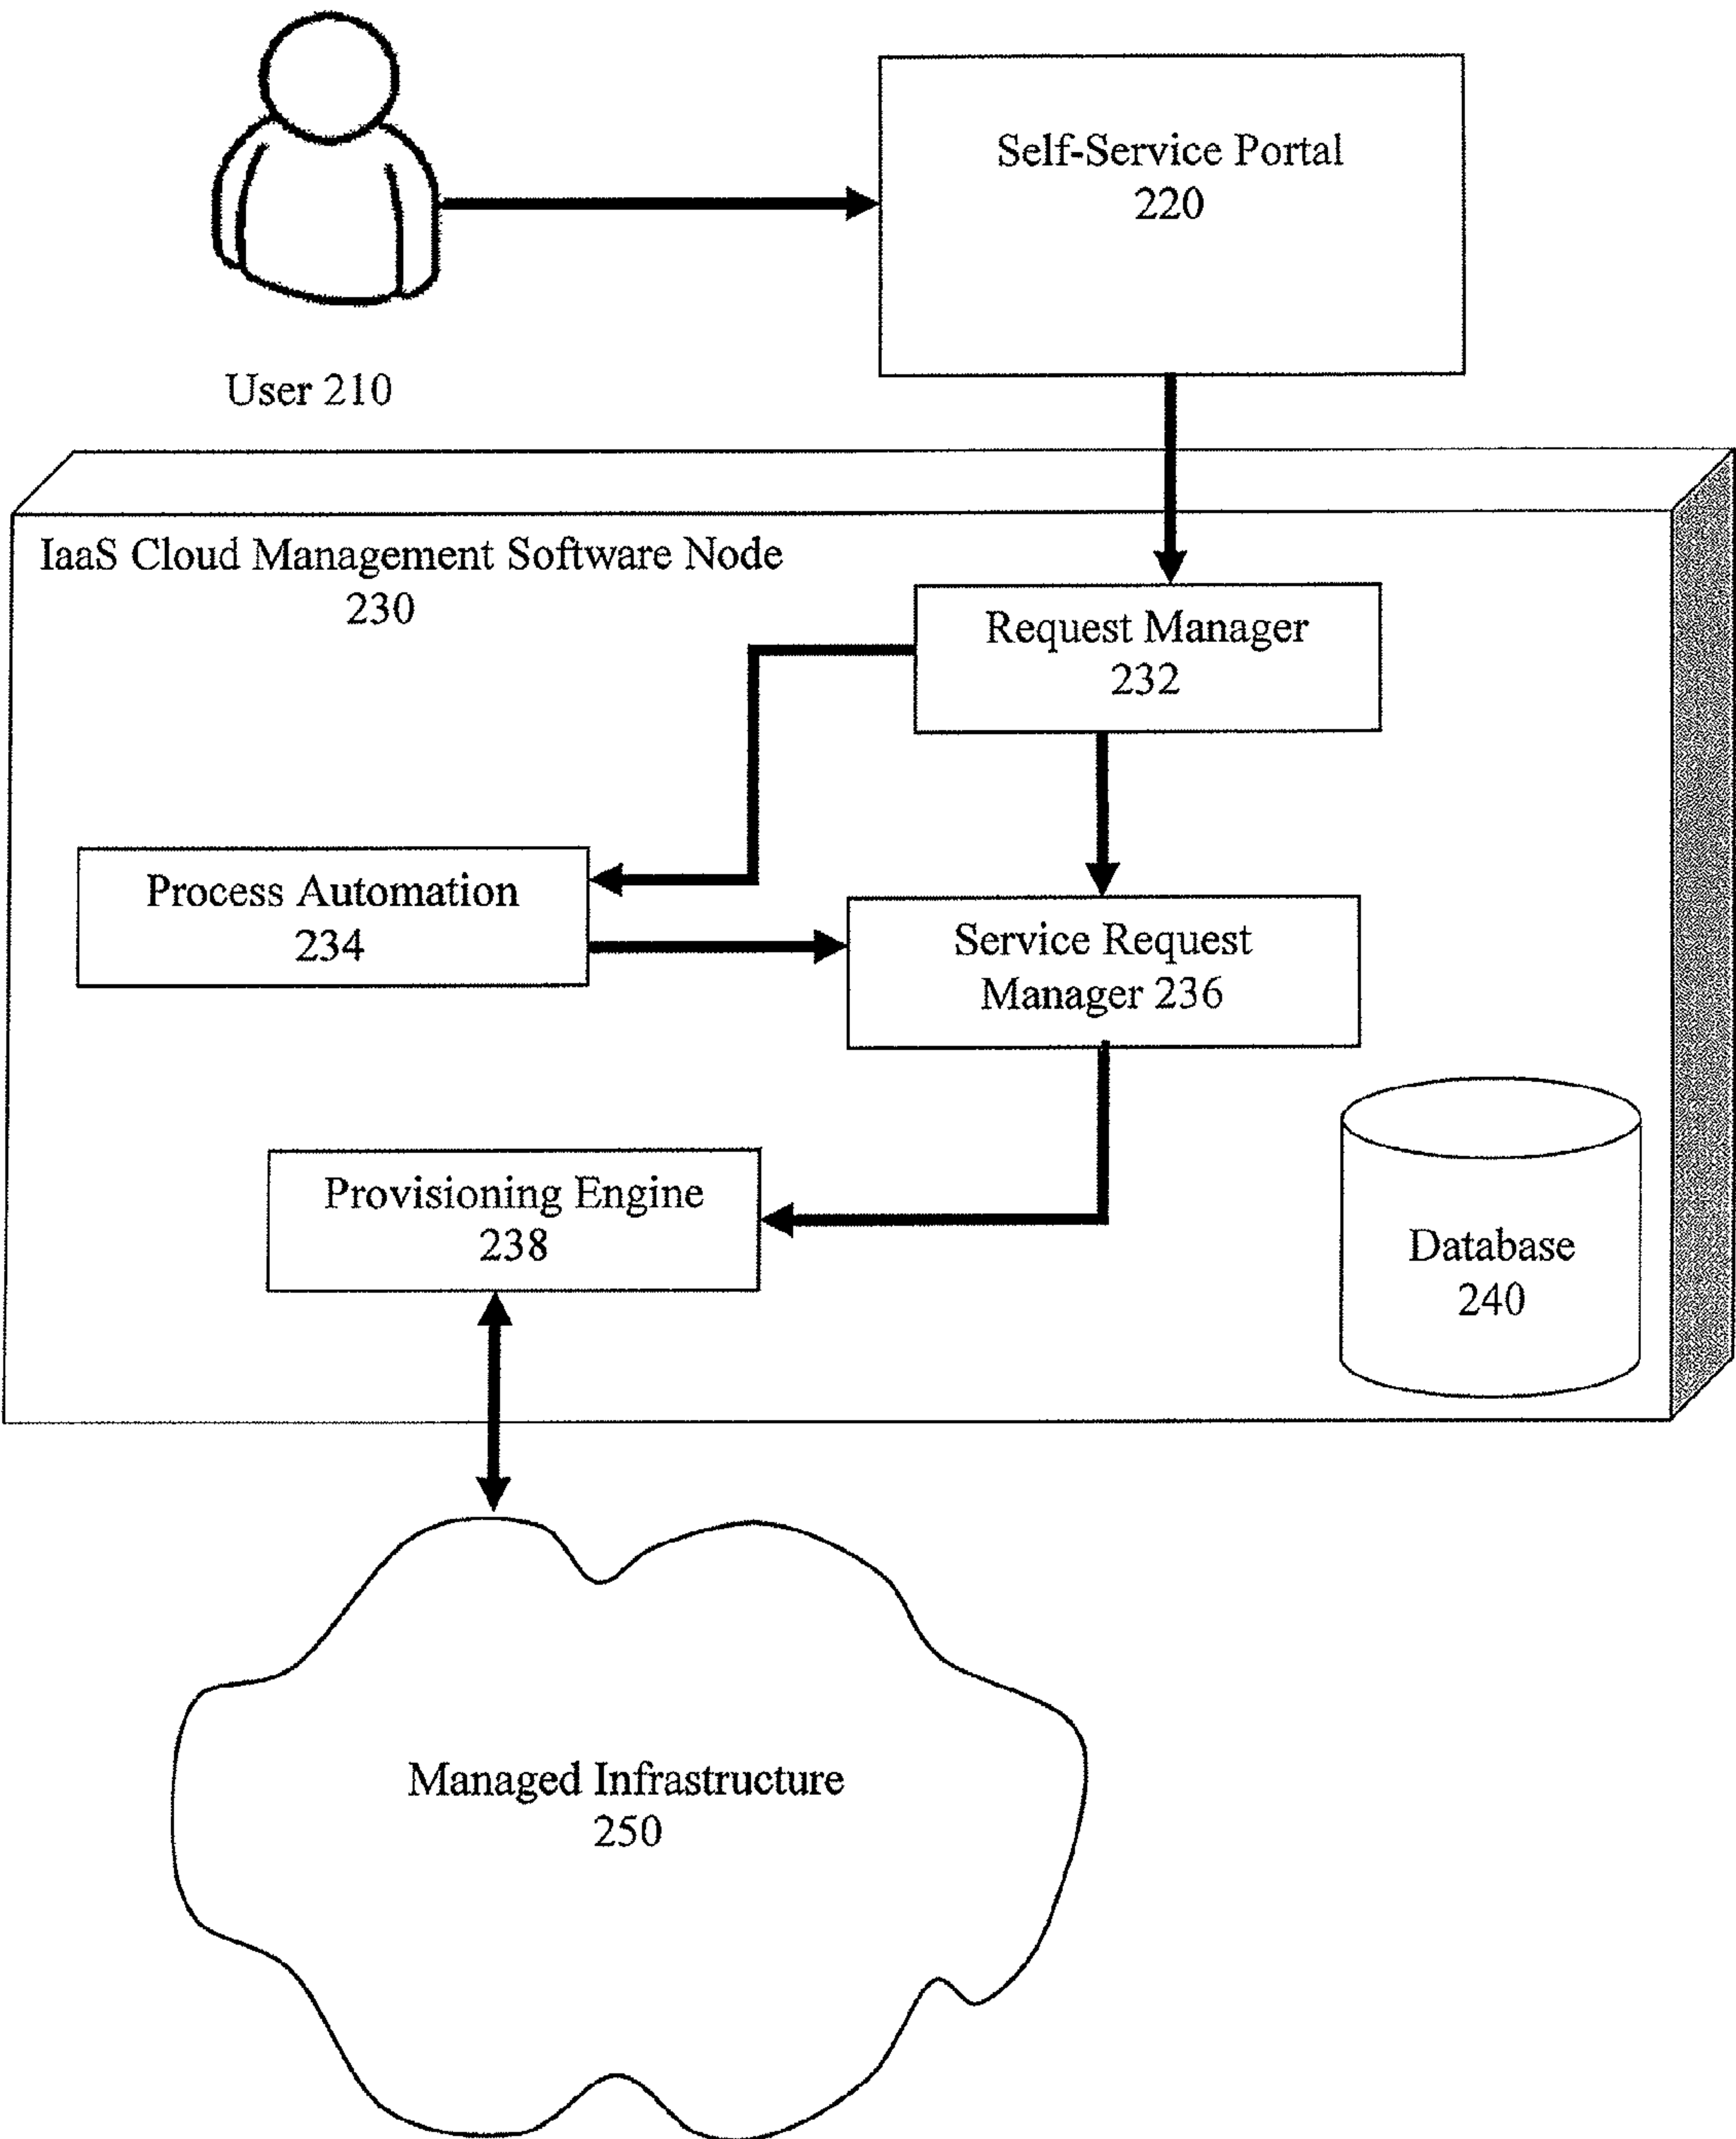 Self-Service Portal
220
User 210
IaaS Cloud Management Software Node
230
Request Manager
232
Process Automation
234
Service Request
Manager 236
Provisioning Engine
238
Database
240
Managed Infrastructure
250